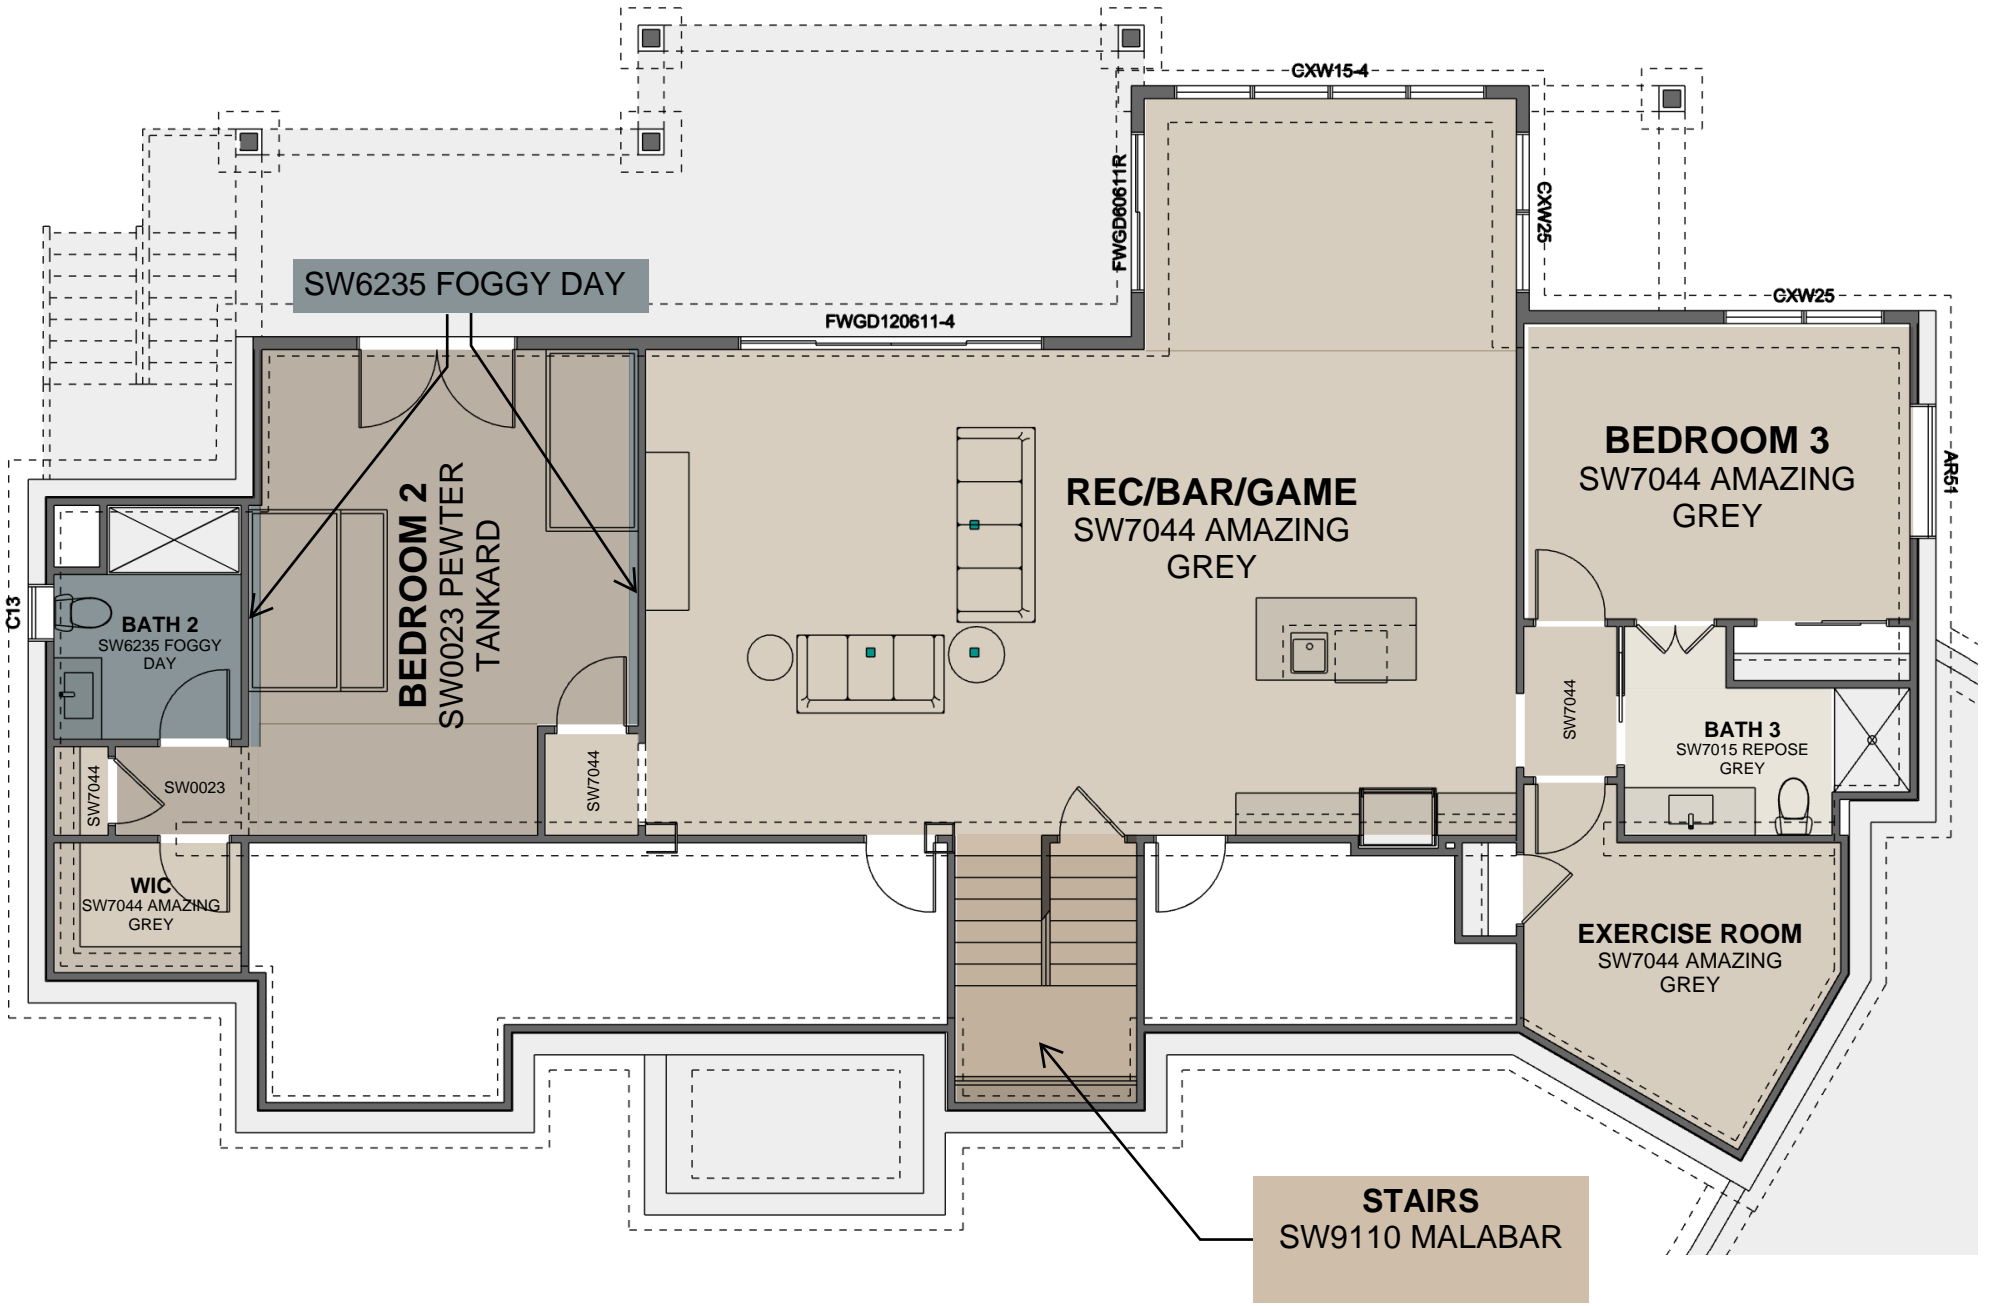 CXW15-4
FWGD60611R
CXW25
SW6235 FOGGY DAY
FWGD120611-4
CXW25
BEDROOM 2
SW0023 PEWTER
TANKARD
REC/BAR/GAME
SW7044 AMAZING
GREY
BEDROOM 3
SW7044 AMAZING
GREY
AR51
C13
BATH 2
SW6235 FOGGY
DAY
SW7044
SW0023
SW7044
SW7044
BATH 3
SW7015 REPOSE
GREY
WIC
SW7044 AMAZING
GREY
EXERCISE ROOM
SW7044 AMAZING
GREY
STAIRS
SW9110 MALABAR